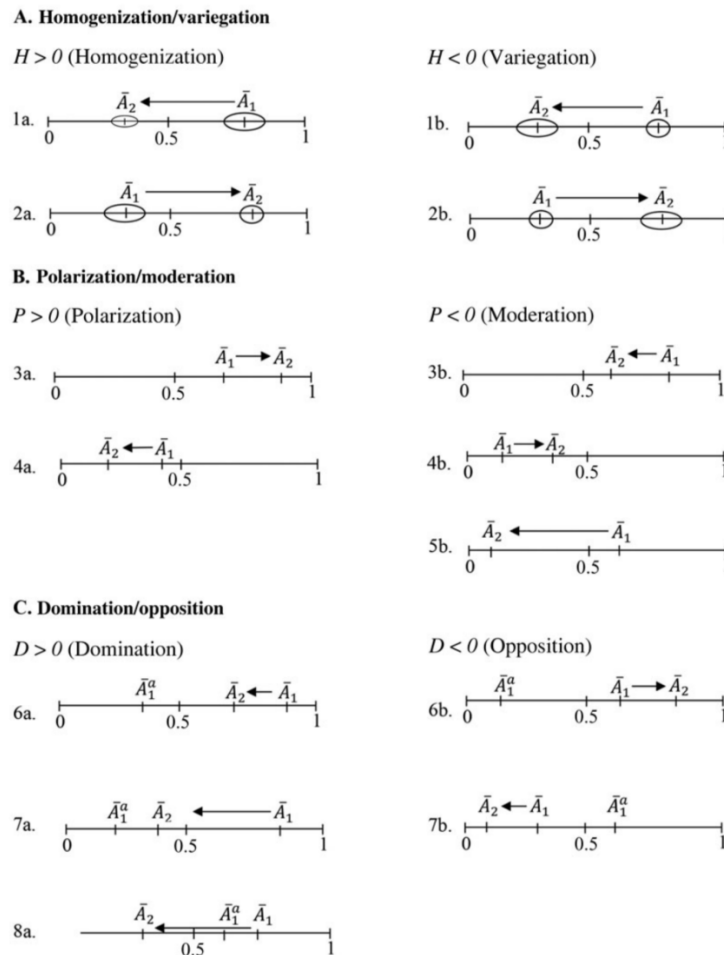 A. Homogenization/variegation
H > 0 (Homogenization) H < 0 (Variegation)
Ā₂ Ā₁
1a. 0 0.5 1
Ā₂ Ā₁
1b. 0 0.5
Ā₁ Ā₂
2a. 0 0.5 1
Ā₁ Ā₂
2b. 0 0.5
B. Polarization/moderation
P > 0 (Polarization) P < 0 (Moderation)
Ā₁ Ā₂
3a. 0 0.5 1
Ā₂ Ā₁
3b. 0 0.5 1
Ā₂ Ā₁
4a. 0 0.5 1
Ā₁ Ā₂
4b. 0 0.5
Ā₂ Ā₁
5b. 0 0.5
C. Domination/opposition
D > 0 (Domination) D < 0 (Opposition)
Ā₁ᵃ Ā₂ Ā₁
6a. 0 0.5 1
Ā₁ᵃ Ā₁ Ā₂
6b. 0 0.5 1
Ā₁ᵃ Ā₂ Ā₁
7a. 0 0.5 1
Ā₂ Ā₁ Ā₁ᵃ
7b. 0 0.5 1
Ā₂ Ā₁ᵃ Ā₁
8a. 0.5 1